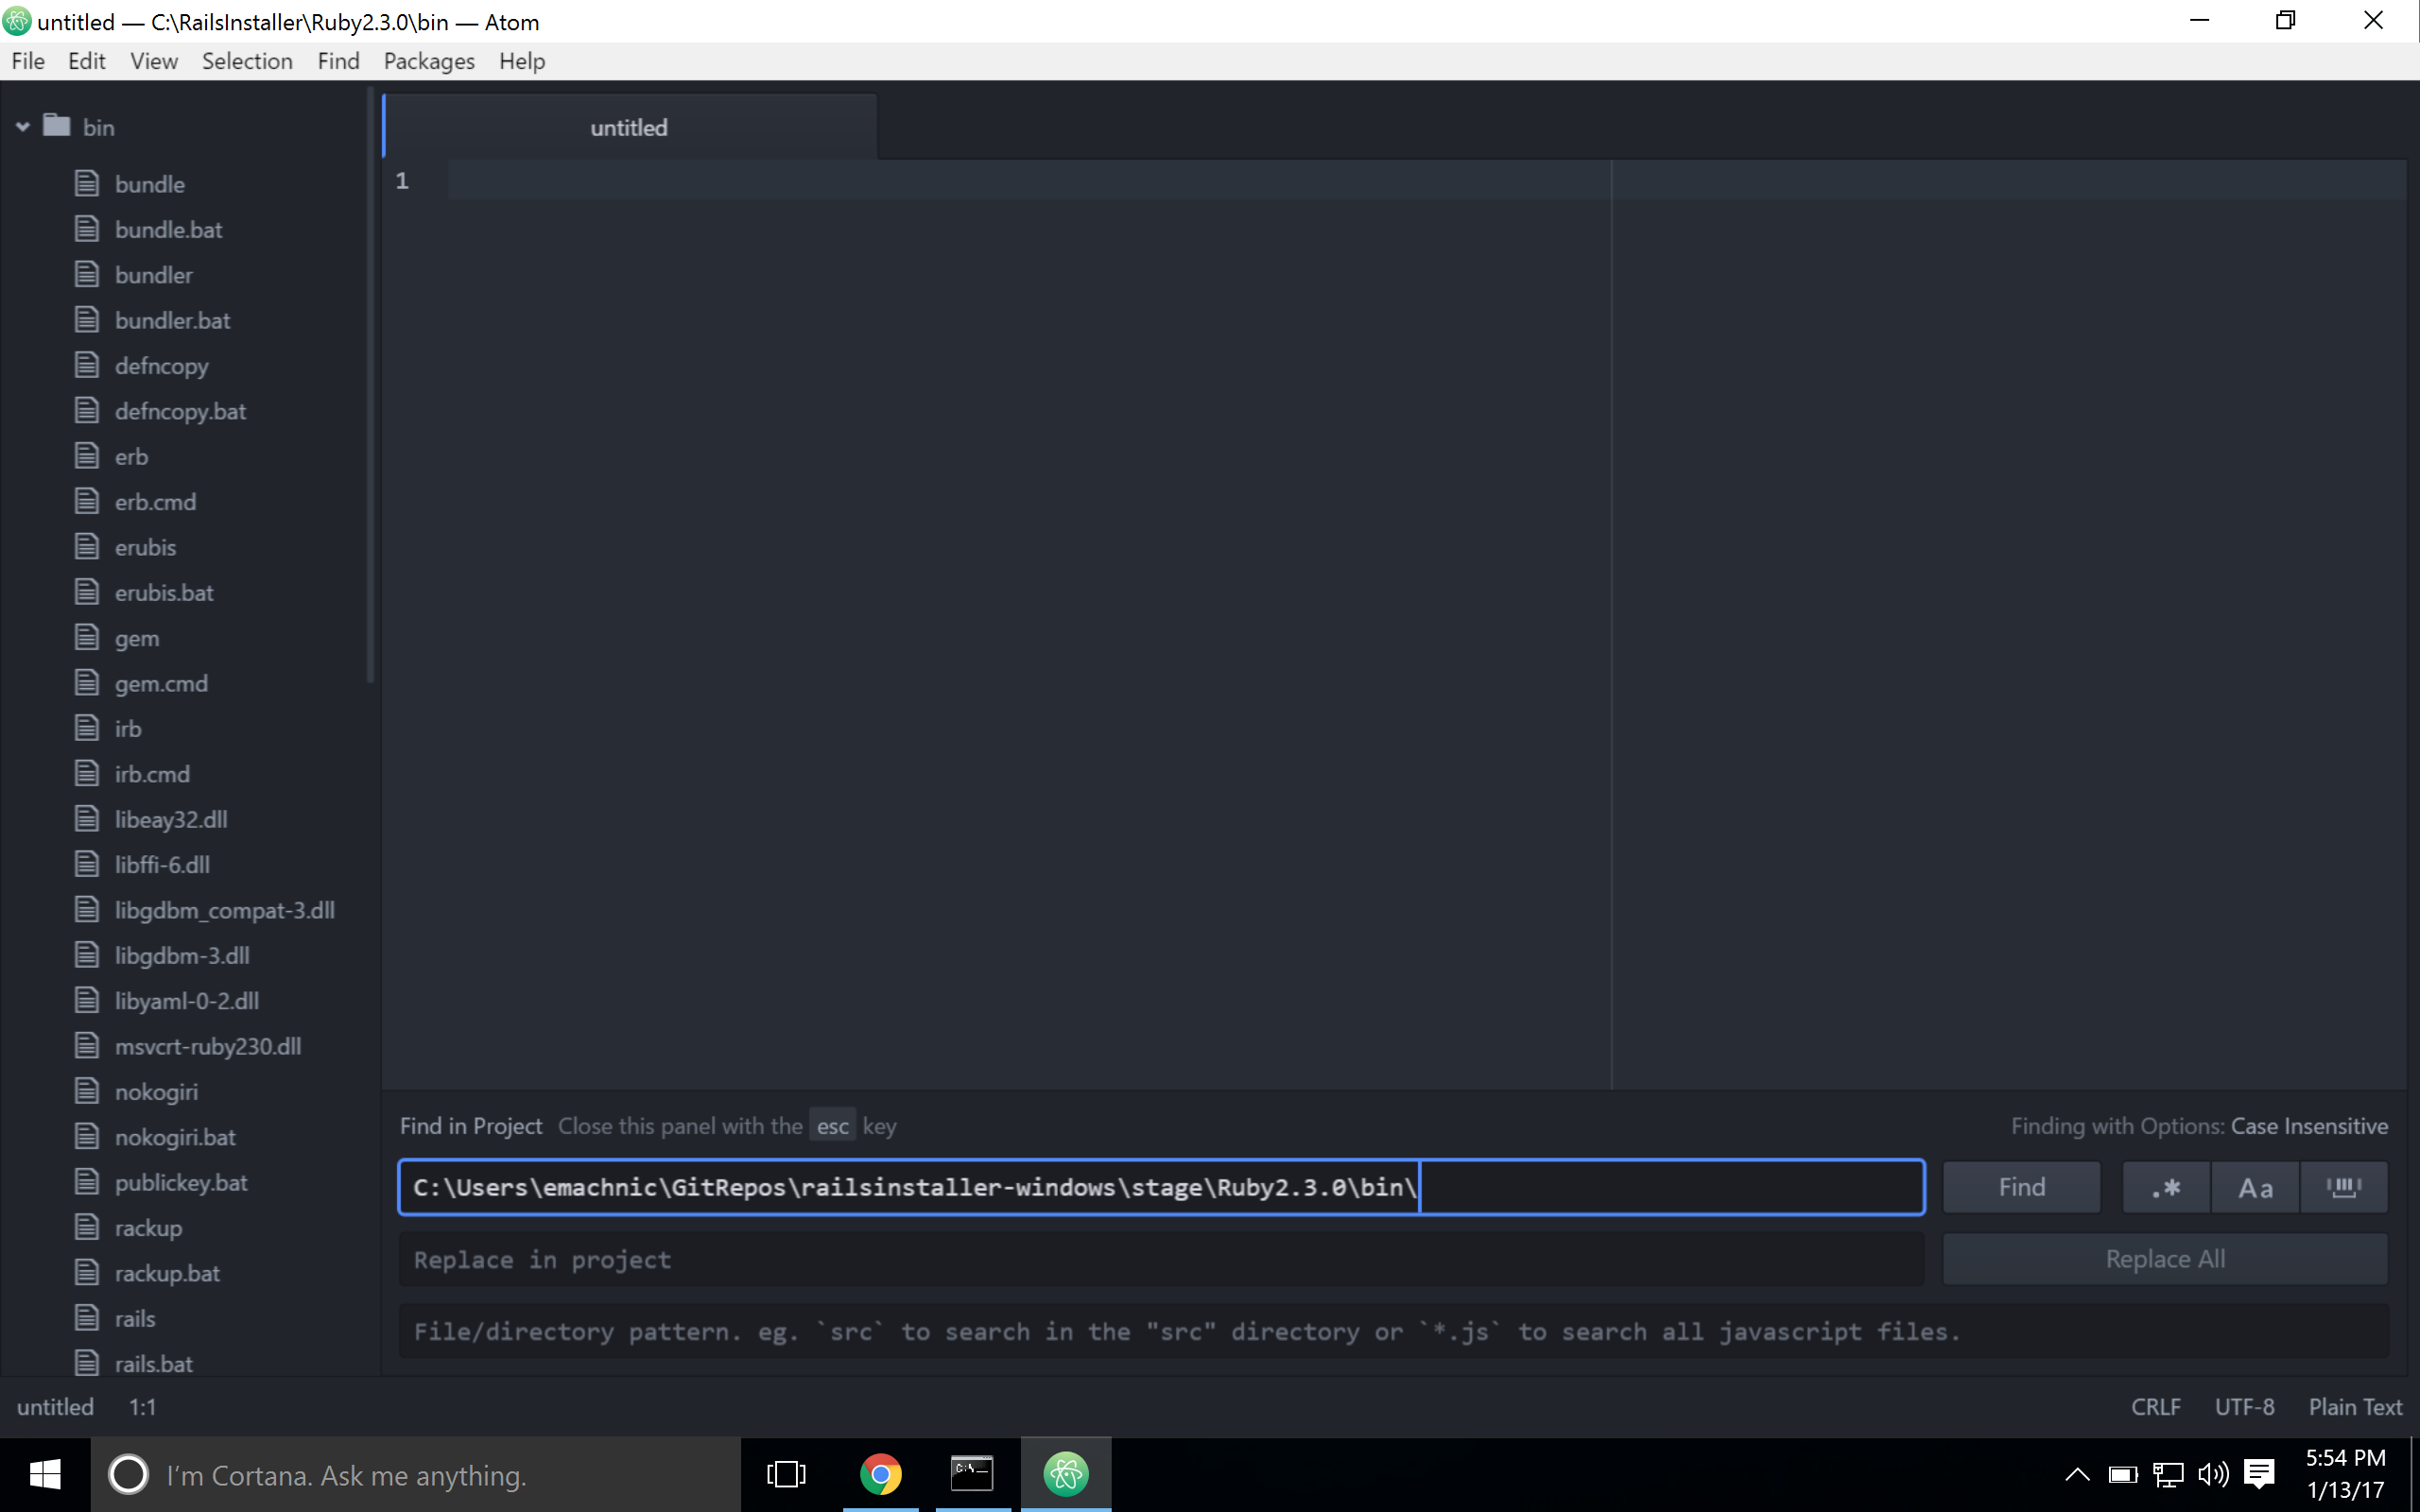 untitled — C:\RailsInstaller\Ruby2.3.0\bin — Atom
File Edit View Selection Find Packages Help
bin
bundle
bundle.bat
bundler
bundler.bat
defncopy
defncopy.bat
erb
erb.cmd
erubis
erubis.bat
gem
gem.cmd
irb
irb.cmd
libeay32.dll
libffi-6.dll
libgdbm_compat-3.dll
libgdbm-3.dll
libyaml-0-2.dll
msvcrt-ruby230.dll
nokogiri
nokogiri.bat
publickey.bat
rackup
rackup.bat
rails
rails.bat
untitled
1
Find in Project Close this panel with the esc key
Finding with Options: Case Insensitive
C:\Users\emachnic\GitRepos\railsinstaller-windows\stage\Ruby2.3.0\bin\
Find .* Aa
Replace in project
Replace All
File/directory pattern. eg. `src` to search in the "src" directory or `*.js` to search all javascript files.
untitled 1:1
CRLF UTF-8 Plain Text
I'm Cortana. Ask me anything.
C:\_
5:54 PM
1/13/17